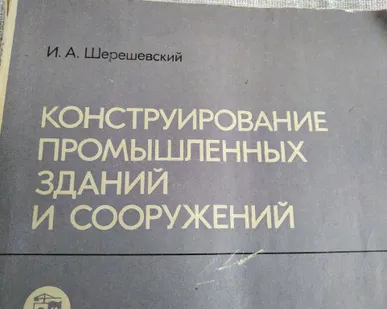 И. А. Шерешевский
КОНСТРУИРОВАНИЕ
ПРОМЫШЛЕННЫХ
ЗДАНИЙ
И СООРУЖЕНИЙ